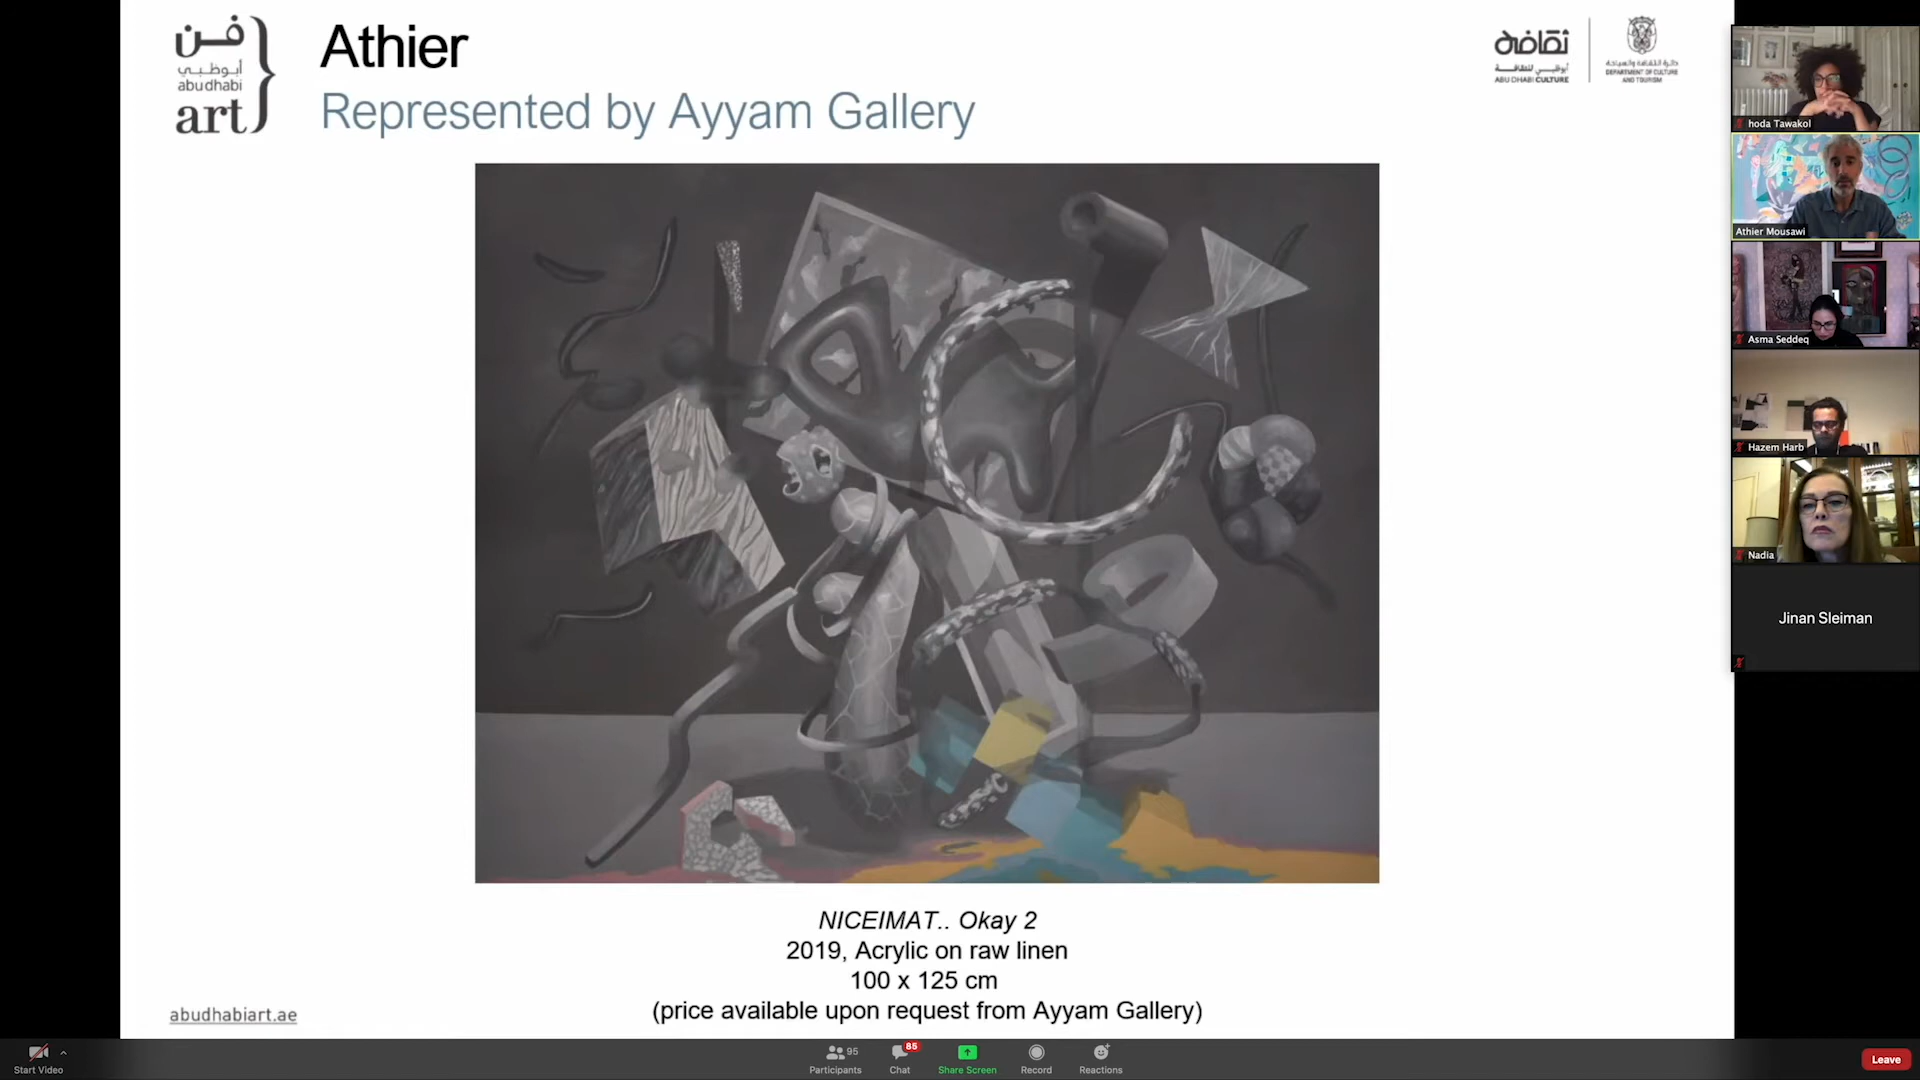 فن
أبوظبي
abu dhabi
art
Athier
Represented by Ayyam Gallery
ثقافة
أبوظبي للثقافة
ABU DHABI CULTURE
دائرة الثقافة والسياحة
DEPARTMENT OF CULTURE
AND TOURISM
NICEIMAT.. Okay 2
2019, Acrylic on raw linen
100 x 125 cm
(price available upon request from Ayyam Gallery)
abudhabiart.ae
hoda Tawakol
Athier Mousawi
Asma Seddeq
Hazem Harb
Nadia
Jinan Sleiman
Start Video
95
Participants
85
Chat
Share Screen
Record
Reactions
Leave